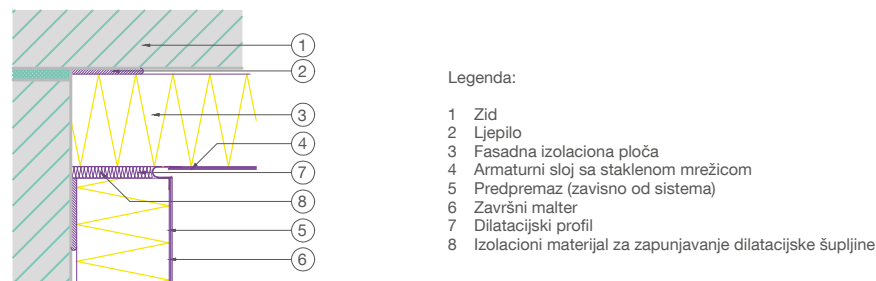 1
2
3
4
7
8
5
6
Legenda:
1 Zid
2 Ljepilo
3 Fasadna izolaciona ploča
4 Armaturni sloj sa staklenom mrežicom
5 Predpremaz (zavisno od sistema)
6 Završni malter
7 Dilatacijski profil
8 Izolacioni materijal za zapunjavanje dilatacijske šupljine